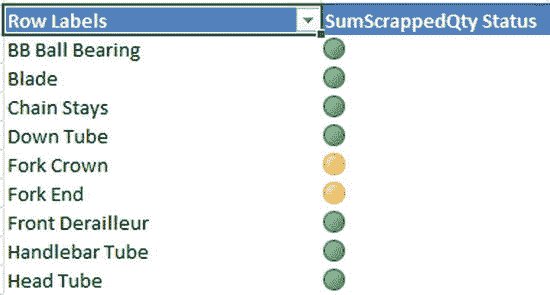 Row Labels SumScrappedQty Status
BB Ball Bearing
Blade
Chain Stays
Down Tube
Fork Crown
Fork End
Front Derailleur
Handlebar Tube
Head Tube